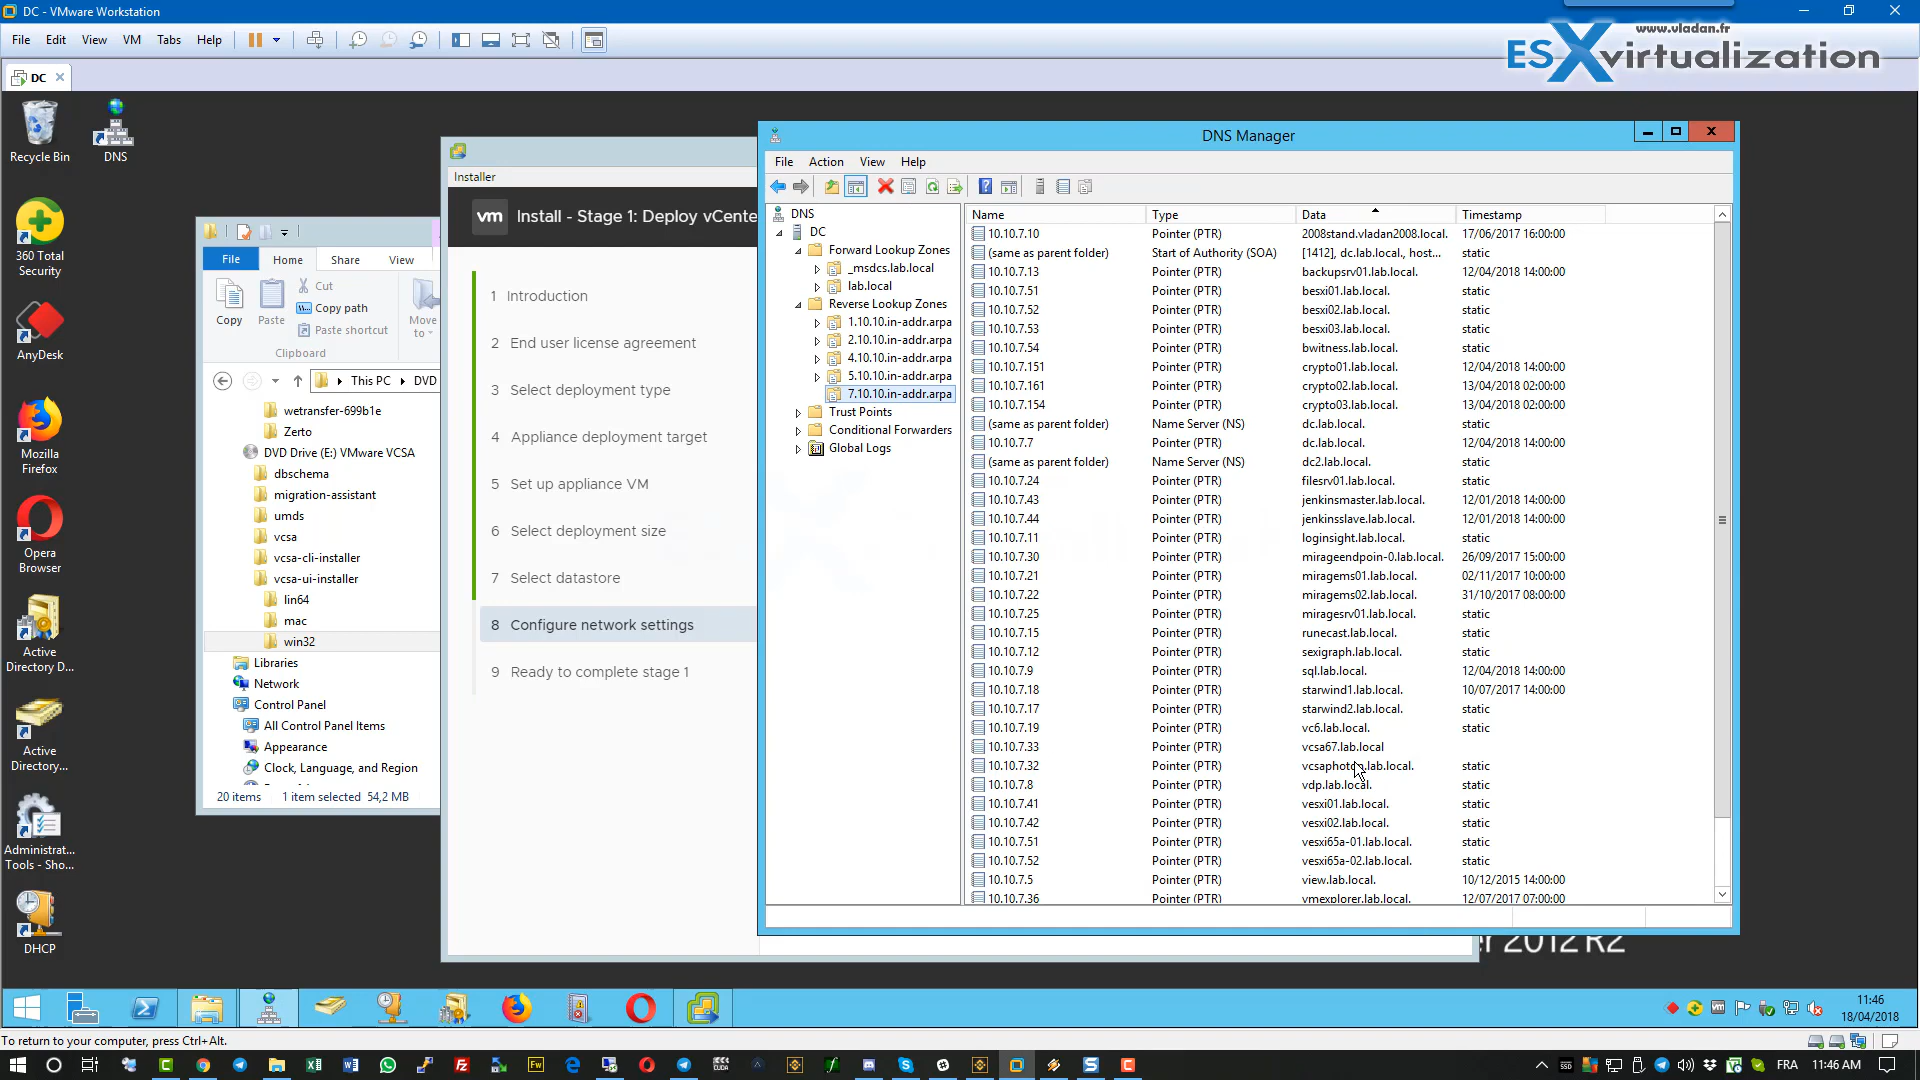 DC - VMware Workstation
File Edit View VM Tabs Help
www.vladan.fr
ESXvirtualization
DC
Recycle Bin
DNS
360 Total
Security
AnyDesk
Mozilla
Firefox
Opera
Browser
Active
Directory D...
Active
Directory...
Administrat...
Tools - Sho...
DHCP
File Home Share View
Copy
Paste
Cut
Copy path
Paste shortcut
Clipboard
Move
to
This PC DVD
wetransfer-699b1e
Zerto
DVD Drive (E:) VMware VCSA
dbschema
migration-assistant
umds
vcsa
vcsa-cli-installer
vcsa-ui-installer
lin64
mac
win32
Libraries
Network
Control Panel
All Control Panel Items
Appearance
Clock, Language, and Region
20 items 1 item selected 54,2 MB
Installer
vm Install - Stage 1: Deploy vCente
1 Introduction
2 End user license agreement
3 Select deployment type
4 Appliance deployment target
5 Set up appliance VM
6 Select deployment size
7 Select datastore
8 Configure network settings
9 Ready to complete stage 1
DNS Manager
File Action View Help
DNS
DC
Forward Lookup Zones
_msdcs.lab.local
lab.local
Reverse Lookup Zones
1.10.10.in-addr.arpa
2.10.10.in-addr.arpa
4.10.10.in-addr.arpa
5.10.10.in-addr.arpa
7.10.10.in-addr.arpa
Trust Points
Conditional Forwarders
Global Logs
Name Type Data Timestamp
10.10.7.10 Pointer (PTR) 2008stand.vladan2008.local. 17/06/2017 16:00:00
(same as parent folder) Start of Authority (SOA) [1412], dc.lab.local., host... static
10.10.7.13 Pointer (PTR) backupsrv01.lab.local. 12/04/2018 14:00:00
10.10.7.51 Pointer (PTR) besxi01.lab.local. static
10.10.7.52 Pointer (PTR) besxi02.lab.local. static
10.10.7.53 Pointer (PTR) besxi03.lab.local. static
10.10.7.54 Pointer (PTR) bwitness.lab.local. static
10.10.7.151 Pointer (PTR) crypto01.lab.local. 12/04/2018 14:00:00
10.10.7.161 Pointer (PTR) crypto02.lab.local. 13/04/2018 02:00:00
10.10.7.154 Pointer (PTR) crypto03.lab.local. 13/04/2018 02:00:00
(same as parent folder) Name Server (NS) dc.lab.local. static
10.10.7.7 Pointer (PTR) dc.lab.local. 12/04/2018 14:00:00
(same as parent folder) Name Server (NS) dc2.lab.local. static
10.10.7.24 Pointer (PTR) filesrv01.lab.local. static
10.10.7.43 Pointer (PTR) jenkinsmaster.lab.local. 12/01/2018 14:00:00
10.10.7.44 Pointer (PTR) jenkinsslave.lab.local. 12/01/2018 14:00:00
10.10.7.11 Pointer (PTR) loginsight.lab.local. static
10.10.7.30 Pointer (PTR) mirageendpoin-0.lab.local. 26/09/2017 15:00:00
10.10.7.21 Pointer (PTR) miragems01.lab.local. 02/11/2017 10:00:00
10.10.7.22 Pointer (PTR) miragems02.lab.local. 31/10/2017 08:00:00
10.10.7.25 Pointer (PTR) miragesrv01.lab.local. static
10.10.7.15 Pointer (PTR) runecast.lab.local. static
10.10.7.12 Pointer (PTR) sexigraph.lab.local. static
10.10.7.9 Pointer (PTR) sql.lab.local. 12/04/2018 14:00:00
10.10.7.18 Pointer (PTR) starwind1.lab.local. 10/07/2017 14:00:00
10.10.7.17 Pointer (PTR) starwind2.lab.local. static
10.10.7.19 Pointer (PTR) vc6.lab.local. static
10.10.7.33 Pointer (PTR) vcsa67.lab.local
10.10.7.32 Pointer (PTR) vcsaphoton.lab.local. static
10.10.7.8 Pointer (PTR) vdp.lab.local. static
10.10.7.41 Pointer (PTR) vesxi01.lab.local. static
10.10.7.42 Pointer (PTR) vesxi02.lab.local. static
10.10.7.51 Pointer (PTR) vesxi65a-01.lab.local. static
10.10.7.52 Pointer (PTR) vesxi65a-02.lab.local. static
10.10.7.5 Pointer (PTR) view.lab.local. 10/12/2015 14:00:00
10.10.7.36 Pointer (PTR) vmexplorer.lab.local. 12/07/2017 07:00:00
er 2012 R2
11:46
18/04/2018
To return to your computer, press Ctrl+Alt.
FRA 11:46 AM